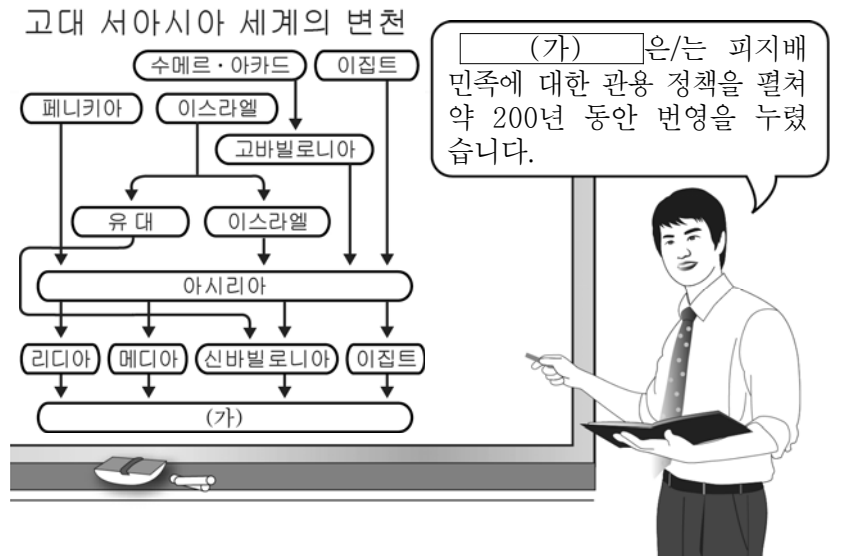 고대 서아시아 세계의 변천
수메르·아카드
이집트
페니키아
이스라엘
고바빌로니아
유 대
이스라엘
아시리아
리디아
메디아
신바빌로니아
이집트
(가)
(가) 은/는 피지배
민족에 대한 관용 정책을 펼쳐
약 200년 동안 번영을 누렸
습니다.